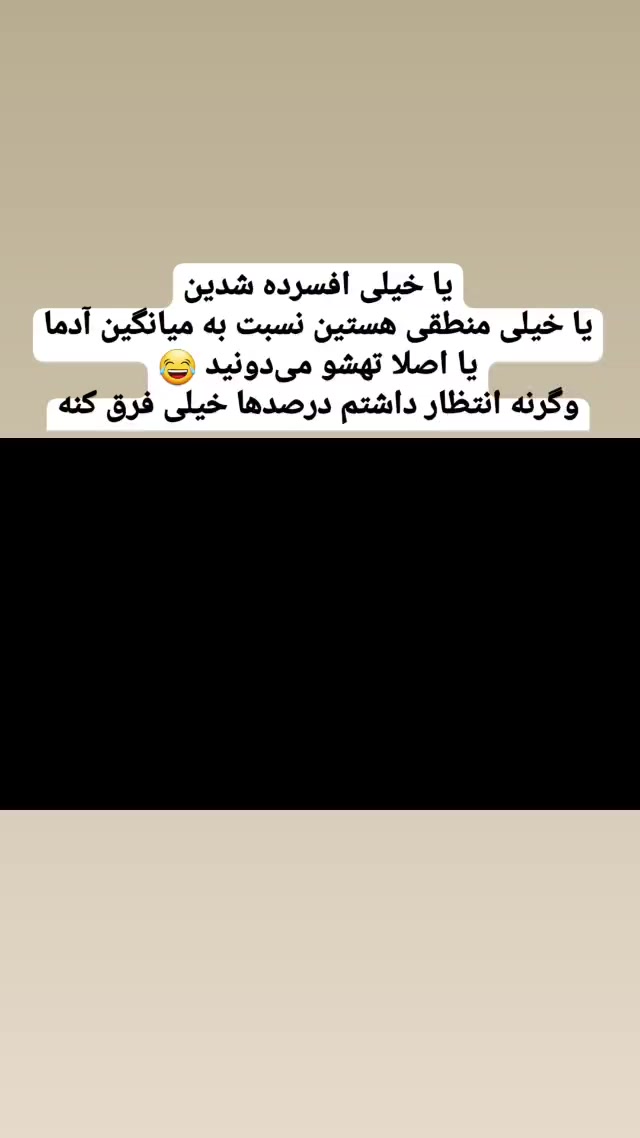 یا خیلی افسرده شدین
یا خیلی منطقی هستین نسبت به میانگین آدما
یا اصلا تهشو می‌دونید 😂
وگرنه انتظار داشتم درصدها خیلی فرق کنه